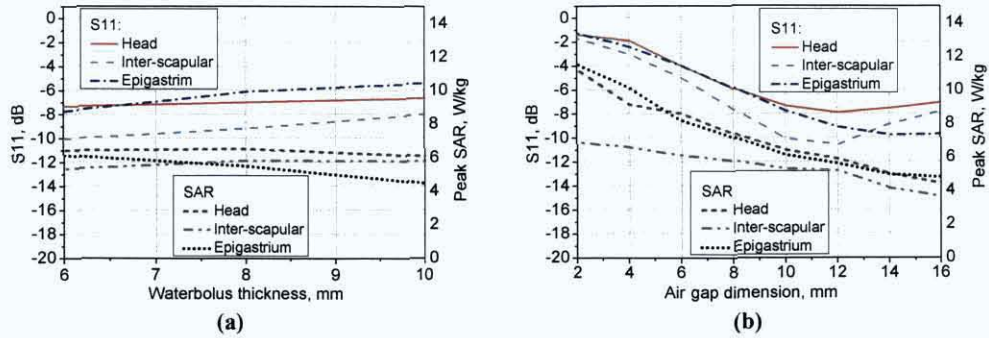 S11:
Head
Inter-scapular
Epigastrim
SAR
Head
Inter-scapular
Epigastrium
0
-2
-4
-6
-8
-10
-12
-14
-16
-18
-20
S11, dB
14
12
10
8
6
4
2
0
Peak SAR, W/kg
6 7 8 9 10
Waterbolus thickness, mm
(a)
S11:
Head
Inter-scapular
Epigastrim
SAR
Head
Inter-scapular
Epigastrium
0
-2
-4
-6
-8
-10
-12
-14
-16
-18
-20
S11, dB
14
12
10
8
6
4
2
0
Peak SAR, W/kg
2 4 6 8 10 12 14 16
Air gap dimension, mm
(b)